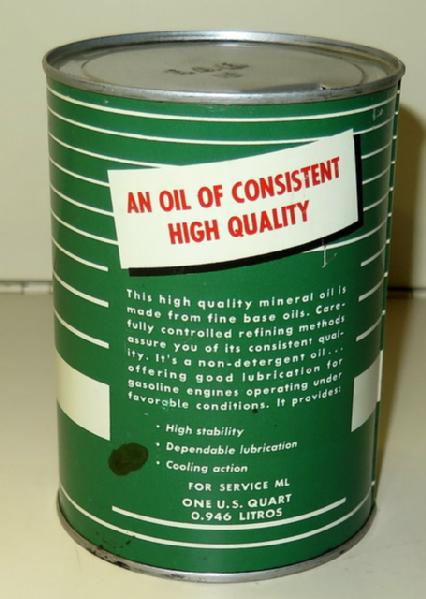 AN OIL OF CONSISTENT
HIGH QUALITY
This high quality mineral oil is
made from fine base oils. Care-
fully controlled refining methods
assure you of its consistent qual-
ity. It's a non-detergent oil...
offering good lubrication for
gasoline engines operating under
favorable conditions. It provides:
• High stability
• Dependable lubrication
• Cooling action
FOR SERVICE ML
ONE U.S. QUART
0.946 LITROS